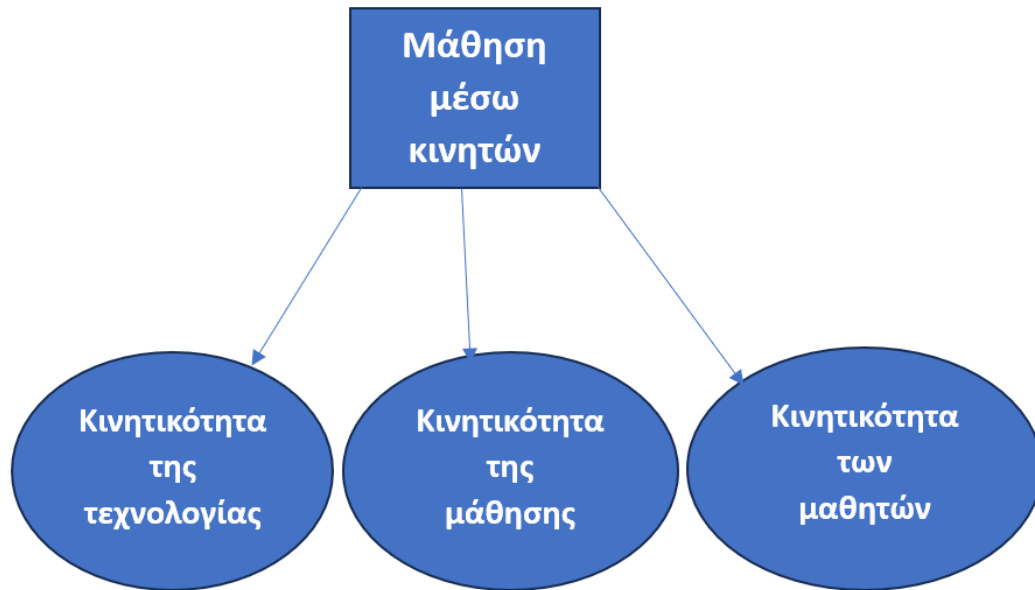 Μάθηση
μέσω
κινητών
Κινητικότητα
της
τεχνολογίας
Κινητικότητα
της
μάθησης
Κινητικότητα
των
μαθητών